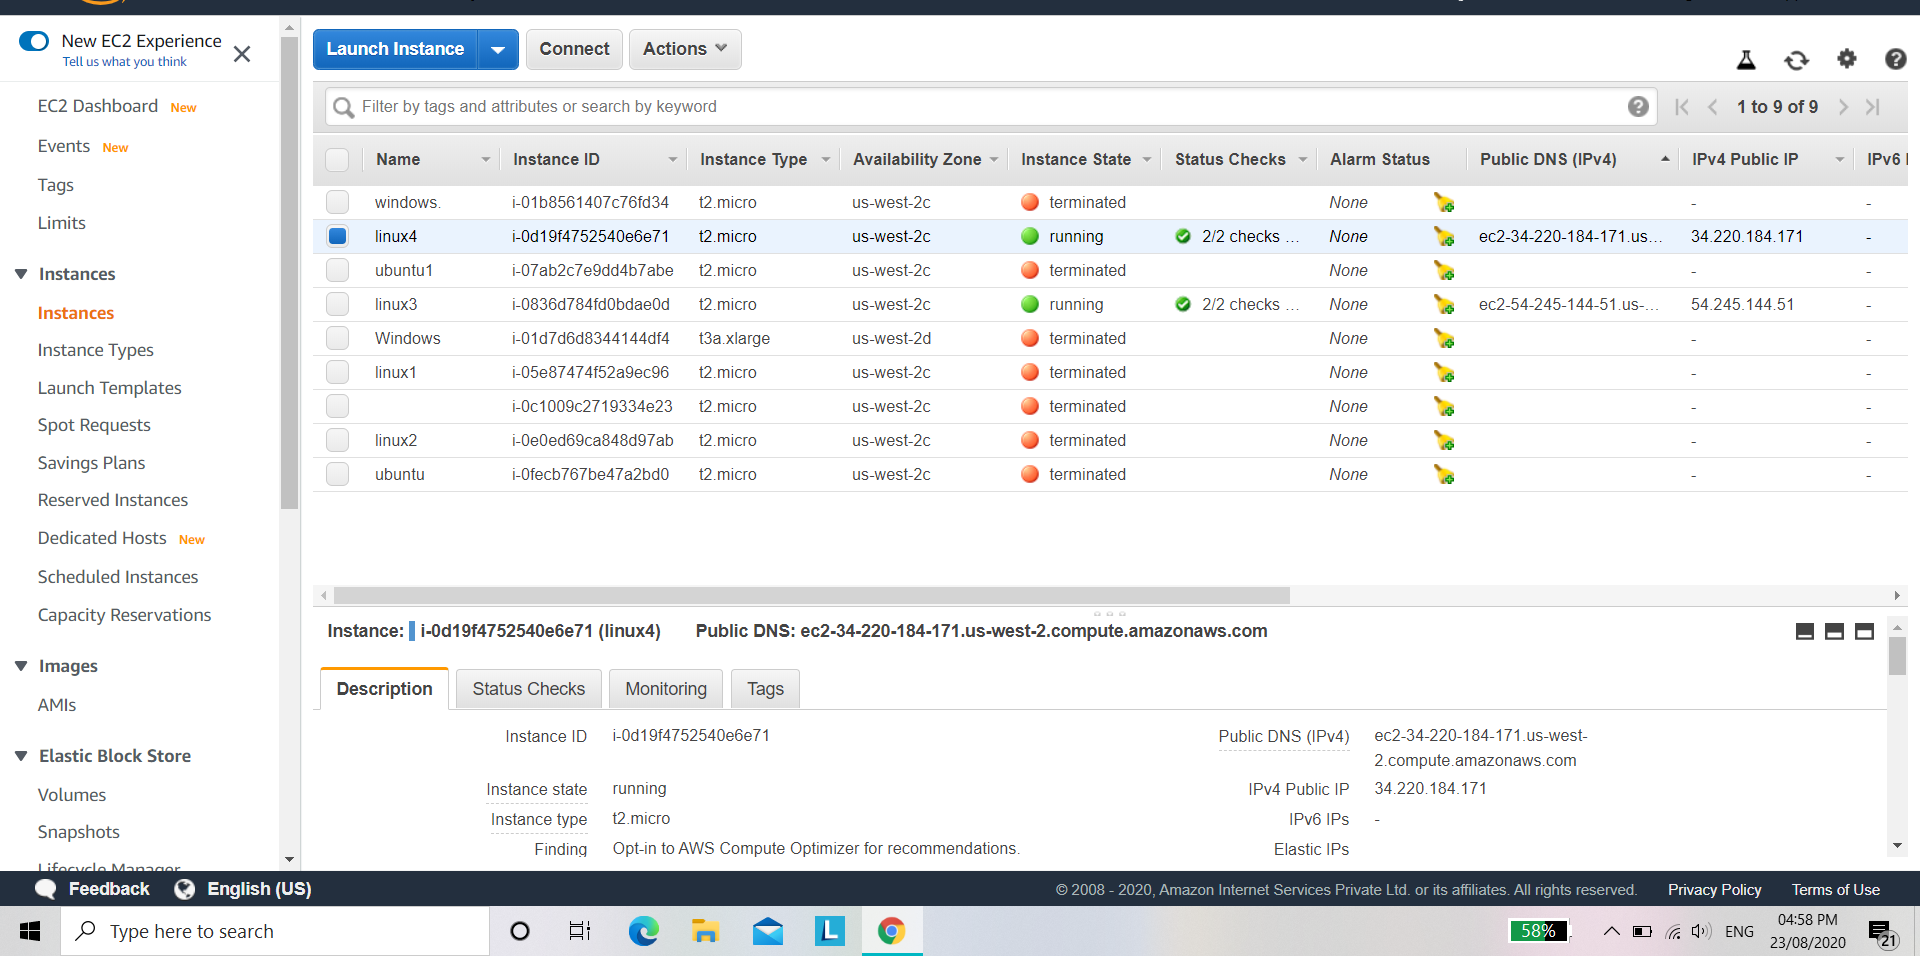 New EC2 Experience
Tell us what you think
EC2 Dashboard New
Events New
Tags
Limits
Instances
Instances
Instance Types
Launch Templates
Spot Requests
Savings Plans
Reserved Instances
Dedicated Hosts New
Scheduled Instances
Capacity Reservations
Images
AMIs
Elastic Block Store
Volumes
Snapshots
Lifecycle Manager
Launch Instance Connect Actions
Filter by tags and attributes or search by keyword 1 to 9 of 9
Name Instance ID Instance Type Availability Zone Instance State Status Checks Alarm Status Public DNS (IPv4) IPv4 Public IP IPv6
windows. i-01b8561407c76fd34 t2.micro us-west-2c terminated None - -
linux4 i-0d19f4752540e6e71 t2.micro us-west-2c running 2/2 checks ... None ec2-34-220-184-171.us... 34.220.184.171 -
ubuntu1 i-07ab2c7e9dd4b7abe t2.micro us-west-2c terminated None - -
linux3 i-0836d784fd0bdae0d t2.micro us-west-2c running 2/2 checks ... None ec2-54-245-144-51.us-... 54.245.144.51 -
Windows i-01d7d6d8344144df4 t3a.xlarge us-west-2d terminated None - -
linux1 i-05e87474f52a9ec96 t2.micro us-west-2c terminated None - -
i-0c1009c2719334e23 t2.micro us-west-2c terminated None - -
linux2 i-0e0ed69ca848d97ab t2.micro us-west-2c terminated None - -
ubuntu i-0fecb767be47a2bd0 t2.micro us-west-2c terminated None - -
Instance: i-0d19f4752540e6e71 (linux4) Public DNS: ec2-34-220-184-171.us-west-2.compute.amazonaws.com
Description Status Checks Monitoring Tags
Instance ID i-0d19f4752540e6e71
Instance state running
Instance type t2.micro
Finding Opt-in to AWS Compute Optimizer for recommendations.
Public DNS (IPv4) ec2-34-220-184-171.us-west-
2.compute.amazonaws.com
IPv4 Public IP 34.220.184.171
IPv6 IPs -
Elastic IPs
Feedback English (US) © 2008 - 2020, Amazon Internet Services Private Ltd. or its affiliates. All rights reserved. Privacy Policy Terms of Use
Type here to search
L
58%
ENG
04:58 PM
23/08/2020
21